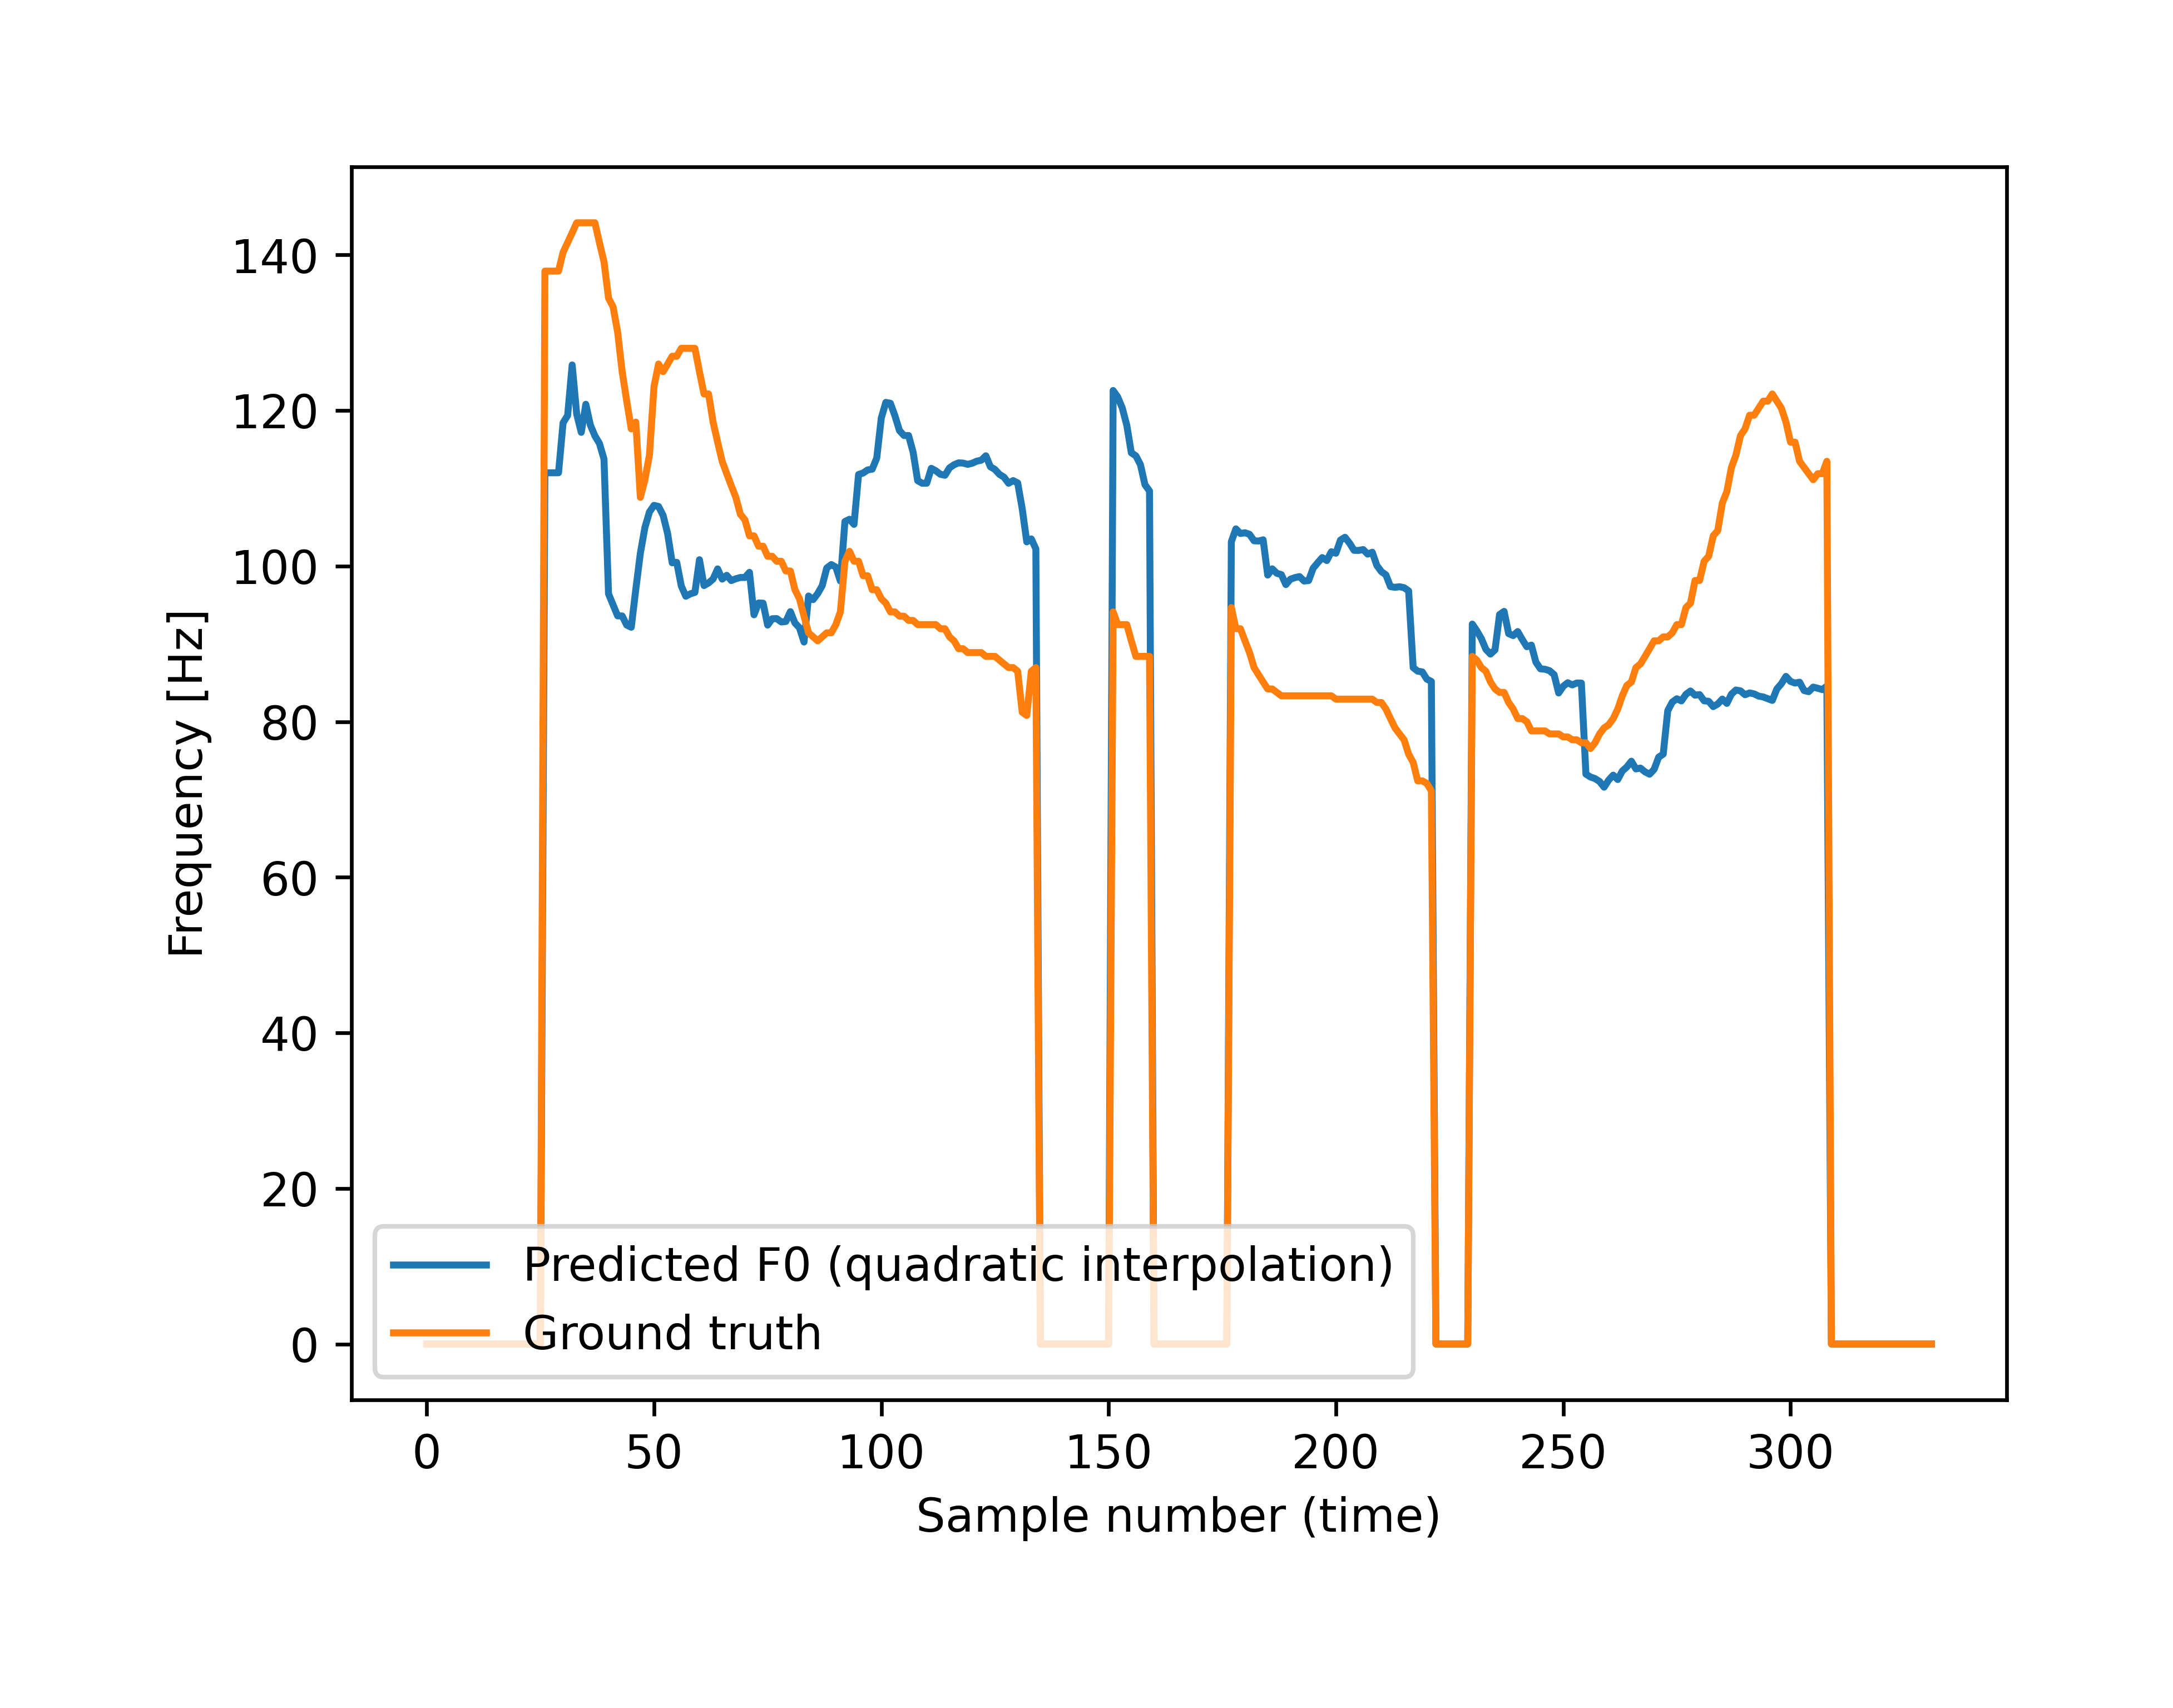 140
120
100
80
60
40
20
0
Frequency [Hz]
Predicted F0 (quadratic interpolation)
Ground truth
0 50 100 150 200 250 300
Sample number (time)